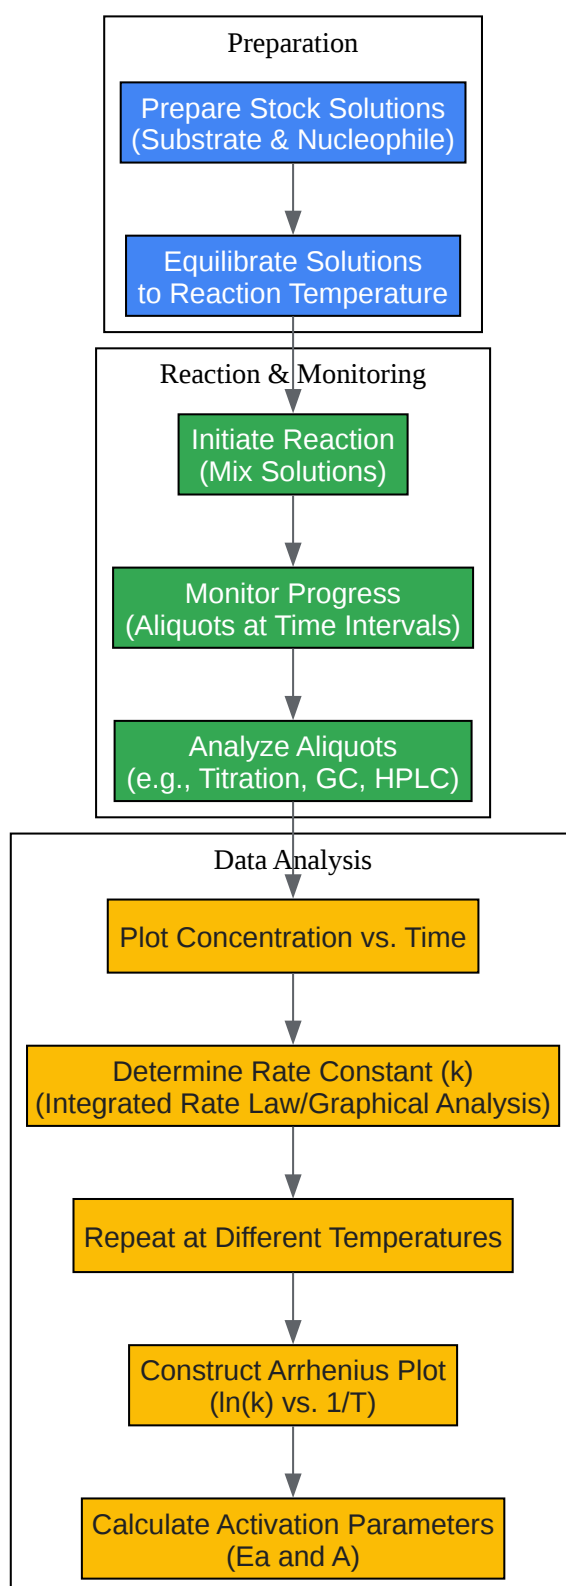 Preparation
Prepare Stock Solutions
(Substrate & Nucleophile)
Equilibrate Solutions
to Reaction Temperature
Reaction & Monitoring
Initiate Reaction
(Mix Solutions)
Monitor Progress
(Aliquots at Time Intervals)
Analyze Aliquots
(e.g., Titration, GC, HPLC)
Data Analysis
Plot Concentration vs. Time
Determine Rate Constant (k)
(Integrated Rate Law/Graphical Analysis)
Repeat at Different Temperatures
Construct Arrhenius Plot
(ln(k) vs. 1/T)
Calculate Activation Parameters
(Ea and A)